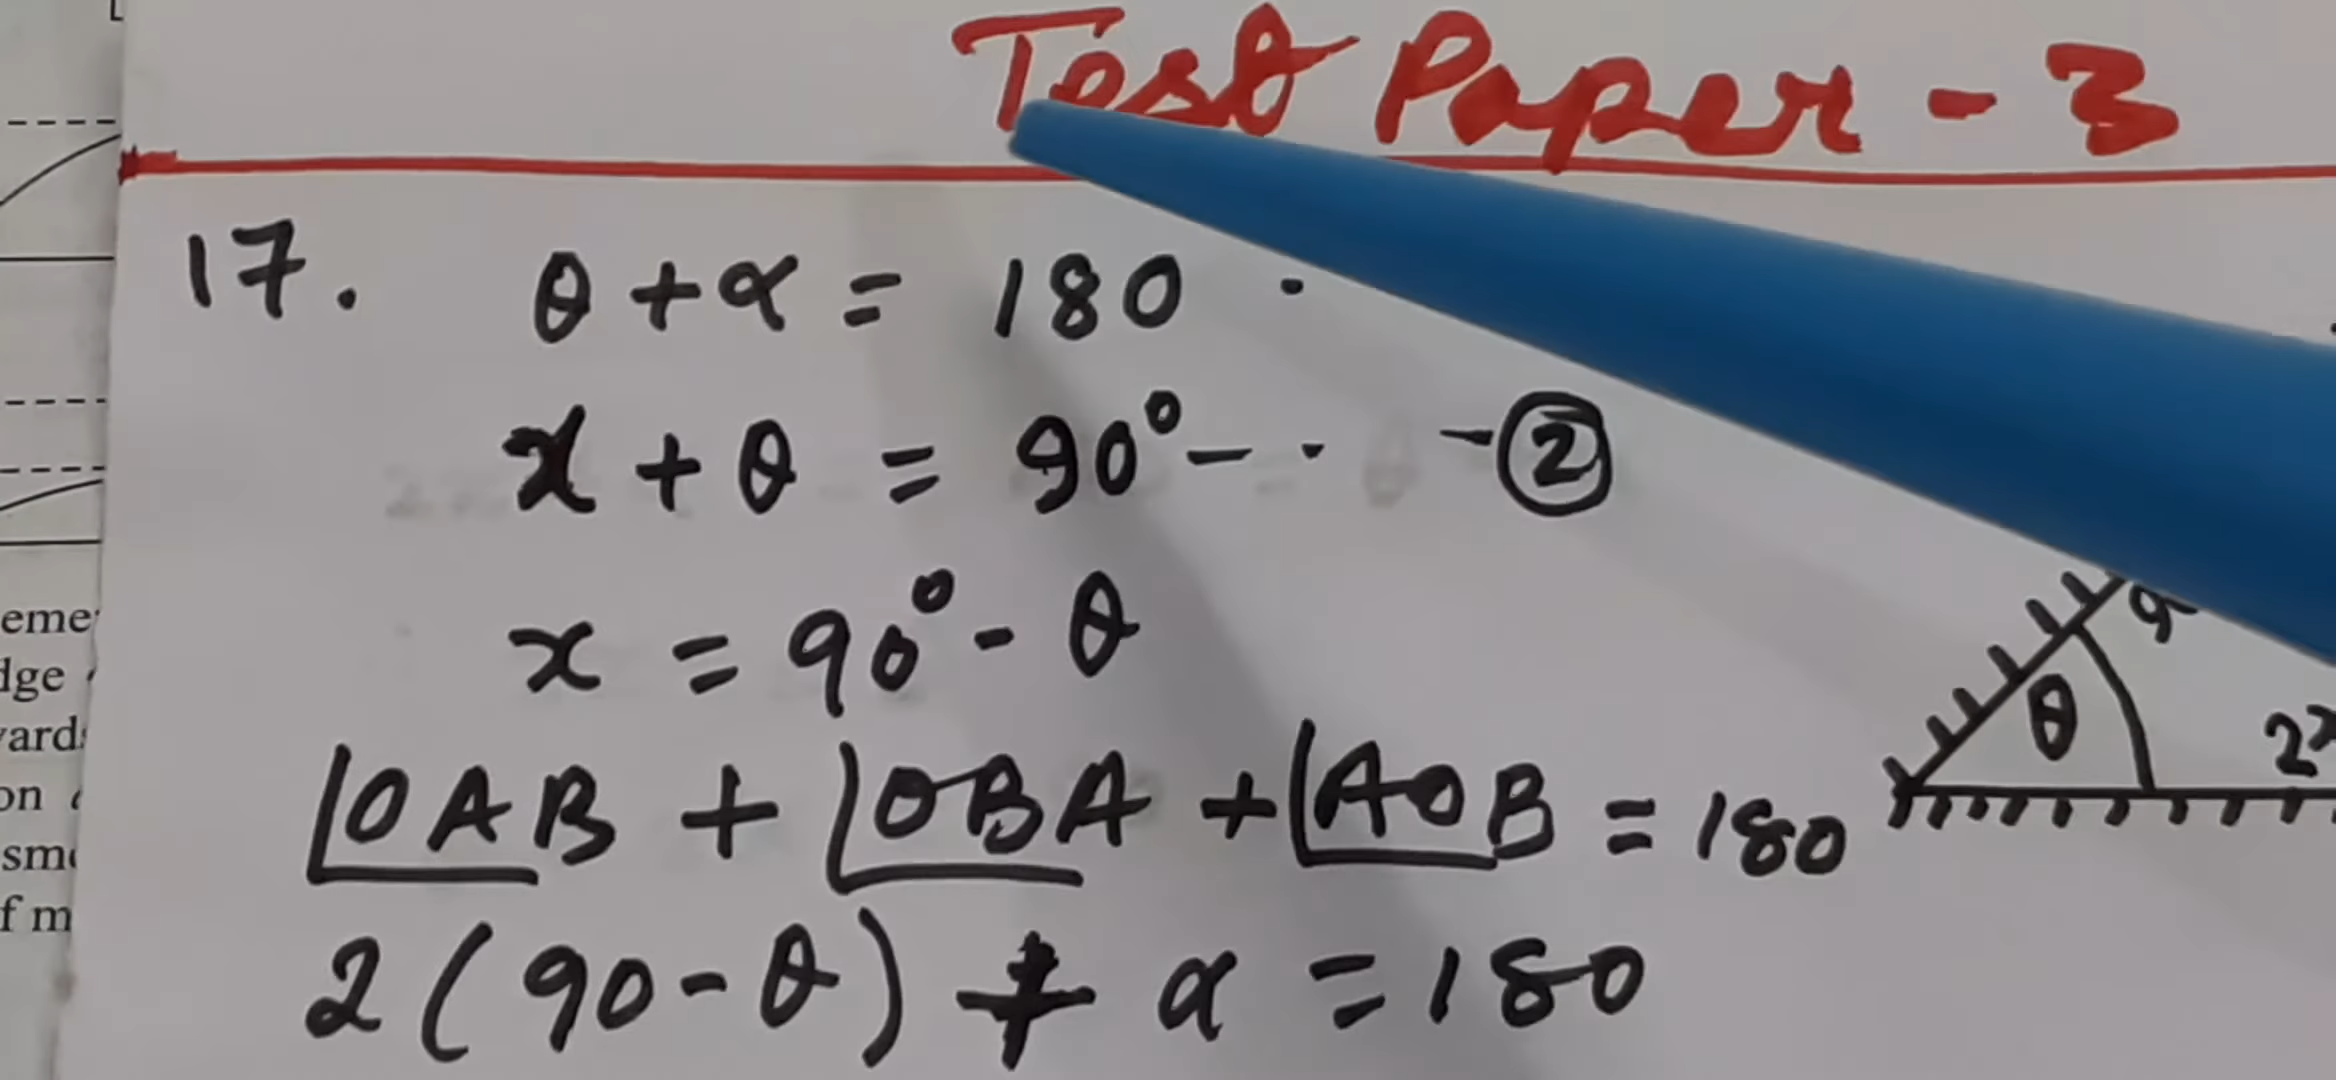 Test Paper - 3
17. θ + α = 180 -
x + θ = 90° - - - ②
x = 90° - θ
∠OAB + ∠OBA + ∠AOB = 180
2 (90 - θ) + α = 180
θ
eme
dge
vard
on
sm
f m